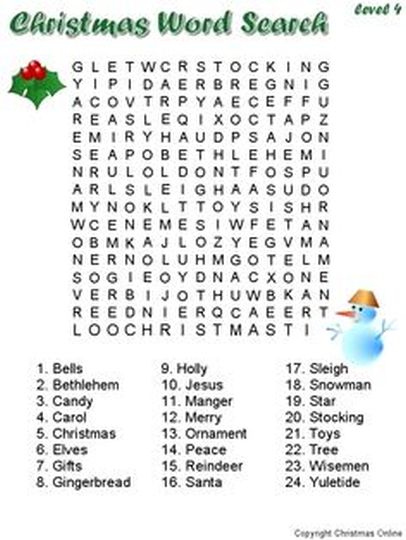 Christmas Word Search
Level 4
G L E T W C R S T O C K I N G
Y I P I D A E R B R E G N I G
A C O V T R P Y A E C E F F U
R E A S L E Q I X O C T A P Z
E M I R Y H A U D P S A J O N
S E A P O B E T H L E H E M I
N R U L O L D O N T F O S P U
A R L S L E I G H A A S U D O
M Y N O K L T T O Y S I S H R
W C E N E M E S I W F E T A N
O B M K A J L O Z Y E G V M A
N E R N O L U H M G O T E L M
S O G I E O Y D N A C X O N E
V E R B I J O T H U W B K A N
R E E D N I E R Q C A E E R T
L O O C H R I S T M A S T I
1. Bells
2. Bethlehem
3. Candy
4. Carol
5. Christmas
6. Elves
7. Gifts
8. Gingerbread
9. Holly
10. Jesus
11. Manger
12. Merry
13. Ornament
14. Peace
15. Reindeer
16. Santa
17. Sleigh
18. Snowman
19. Star
20. Stocking
21. Toys
22. Tree
23. Wisemen
24. Yuletide
Copyright Christmas Online